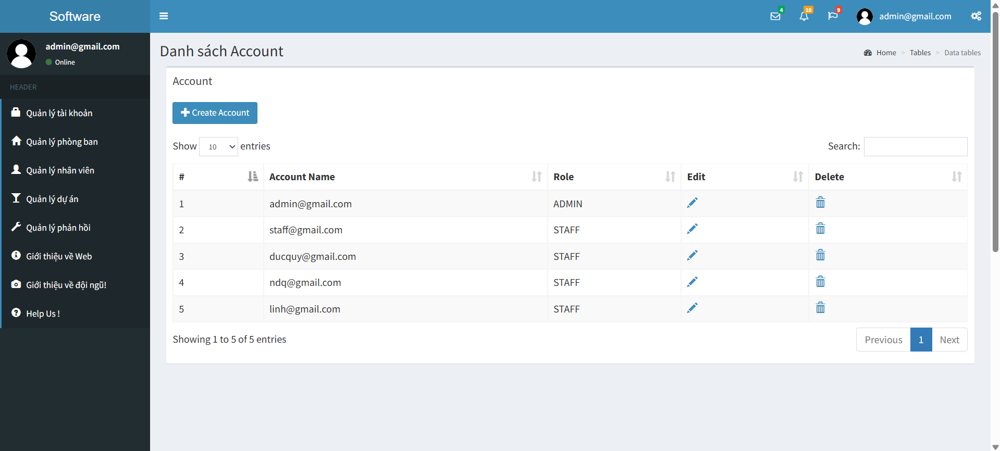 Software
4
10
9
admin@gmail.com
admin@gmail.com
Online
HEADER
Quản lý tài khoản
Quản lý phòng ban
Quản lý nhân viên
Quản lý dự án
Quản lý phản hồi
Giới thiệu về Web
Giới thiệu về đội ngũ!
Help Us !
Danh sách Account
Home > Tables > Data tables
Account
Create Account
Show 10 entries
Search:
# Account Name Role Edit Delete
1 admin@gmail.com ADMIN
2 staff@gmail.com STAFF
3 ducquy@gmail.com STAFF
4 ndq@gmail.com STAFF
5 linh@gmail.com STAFF
Showing 1 to 5 of 5 entries
Previous 1 Next